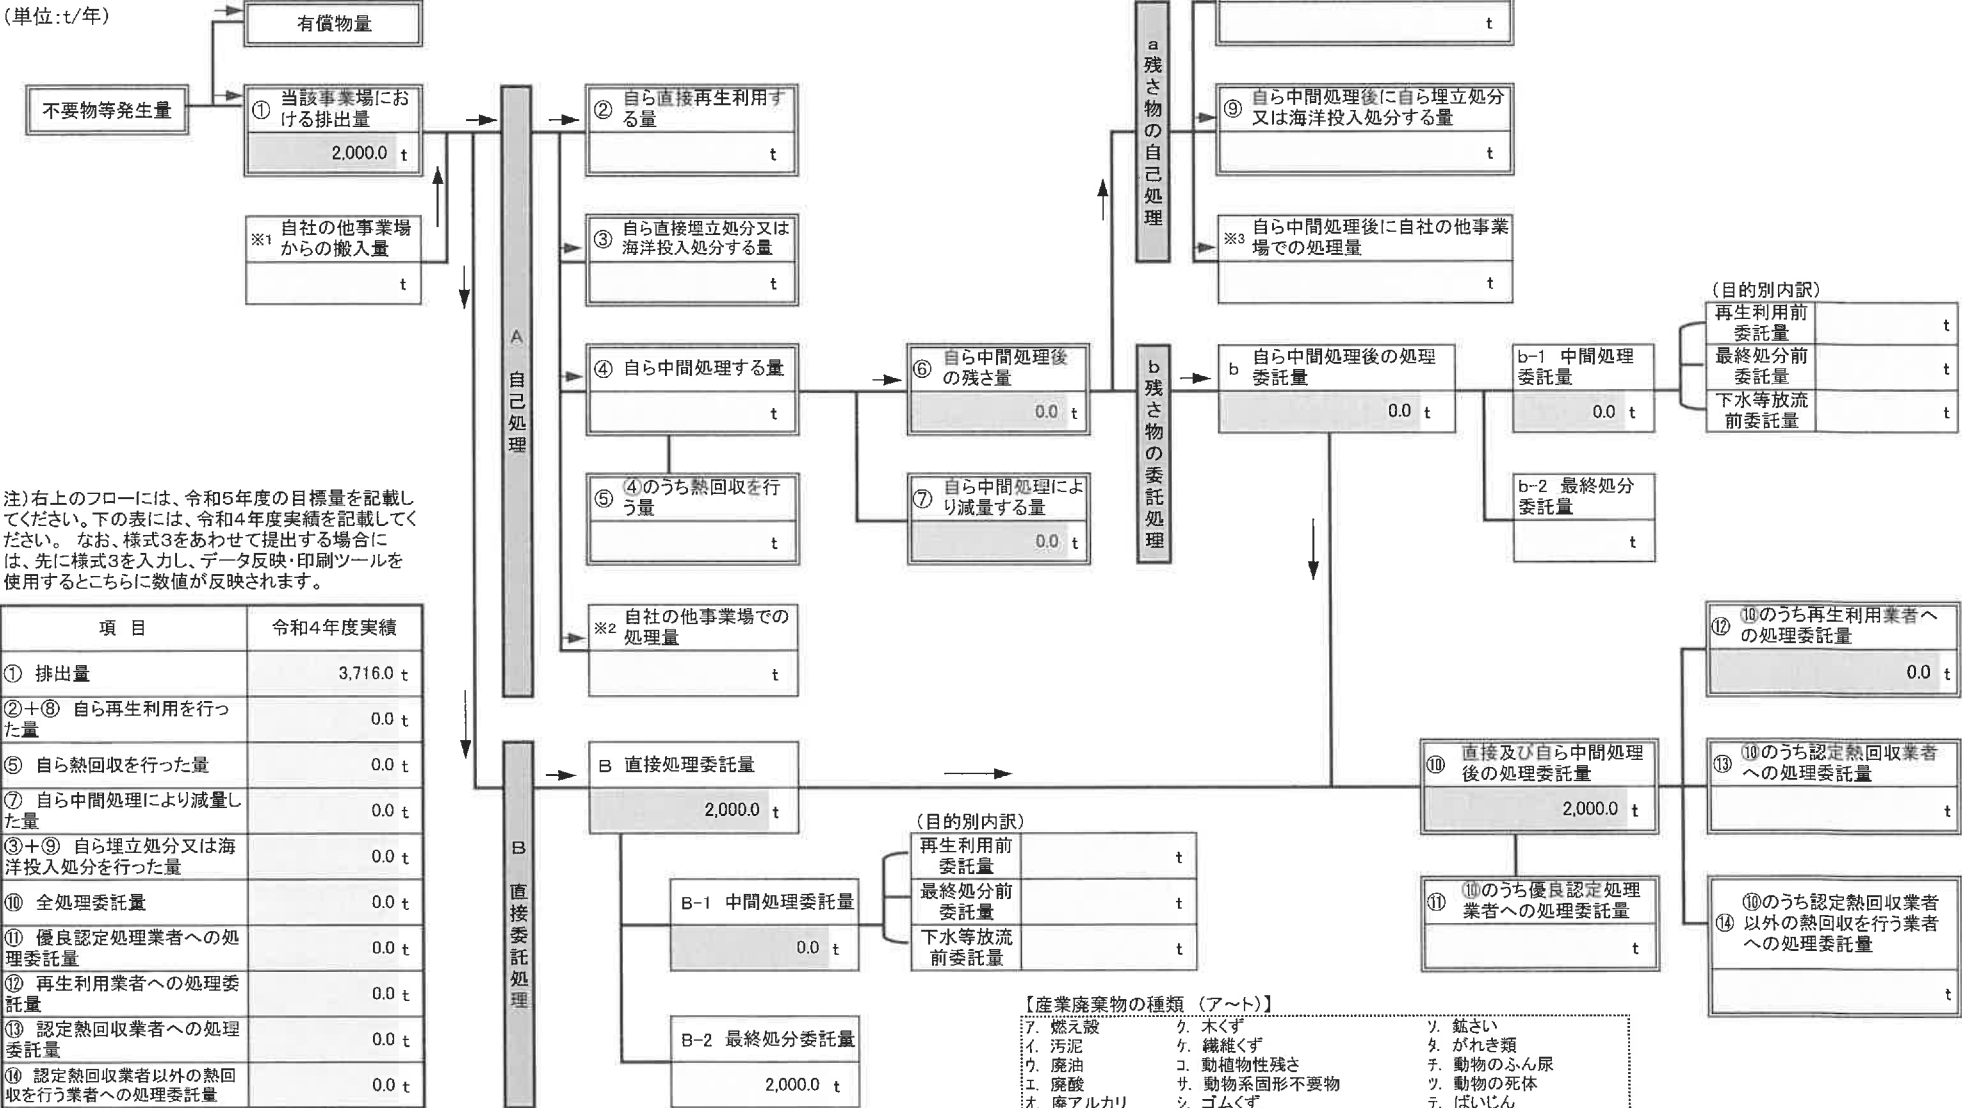 (単位:t/年)
有償物量
不要物等発生量
① 当該事業場にお
ける排出量
2,000.0 t
※1 自社の他事業場
からの搬入量
t
A 自己処理
② 自ら直接再生利用す
る量
t
③ 自ら直接埋立処分又は
海洋投入処分する量
t
④ 自ら中間処理する量
t
⑤ ④のうち熱回収を行
う量
t
※2 自社の他事業場での
処理量
t
⑥ 自ら中間処理後
の残さ量
0.0 t
⑦ 自ら中間処理によ
り減量する量
0.0 t
a 残さ物の自己処理
t
⑨ 自ら中間処理後に自ら埋立処分
又は海洋投入処分する量
t
※3 自ら中間処理後に自社の他事業
場での処理量
t
b 残さ物の委託処理
b 自ら中間処理後の処理
委託量
0.0 t
b-1 中間処理
委託量
0.0 t
b-2 最終処分
委託量
t
(目的別内訳)
再生利用前
委託量
t
最終処分前
委託量
t
下水等放流
前委託量
t
注)右上のフローには、令和5年度の目標量を記載し
てください。下の表には、令和4年度実績を記載してく
ださい。 なお、様式3をあわせて提出する場合に
は、先に様式3を入力し、データ反映・印刷ツールを
使用するとこちらに数値が反映されます。
項 目 令和4年度実績
① 排出量 3,716.0 t
②+⑧ 自ら再生利用を行っ
た量
0.0 t
⑤ 自ら熱回収を行った量 0.0 t
⑦ 自ら中間処理により減量し
た量
0.0 t
③+⑨ 自ら埋立処分又は海
洋投入処分を行った量
0.0 t
⑩ 全処理委託量 0.0 t
⑪ 優良認定処理業者への処
理委託量
0.0 t
⑫ 再生利用業者への処理委
託量
0.0 t
⑬ 認定熱回収業者への処理
委託量
0.0 t
⑭ 認定熱回収業者以外の熱回
収を行う業者への処理委託量
0.0 t
B 直接委託処理
B 直接処理委託量
2,000.0 t
B-1 中間処理委託量
0.0 t
B-2 最終処分委託量
2,000.0 t
(目的別内訳)
再生利用前
委託量
t
最終処分前
委託量
t
下水等放流
前委託量
t
⑩ 直接及び自ら中間処理
後の処理委託量
2,000.0 t
⑪ ⑩のうち優良認定処理
業者への処理委託量
t
⑫ ⑩のうち再生利用業者へ
の処理委託量
0.0 t
⑬ ⑩のうち認定熱回収業者
への処理委託量
t
⑭ ⑩のうち認定熱回収業者
以外の熱回収を行う業者
への処理委託量
t
【産業廃棄物の種類 (ア~ト)】
ア. 燃え殻 ク. 木くず ソ. 鉱さい
イ. 汚泥 ケ. 繊維くず タ. がれき類
ウ. 廃油 コ. 動植物性残さ チ. 動物のふん尿
エ. 廃酸 サ. 動物系固形不要物 ツ. 動物の死体
オ. 廃アルカリ シ. ゴムくず テ. ばいじん